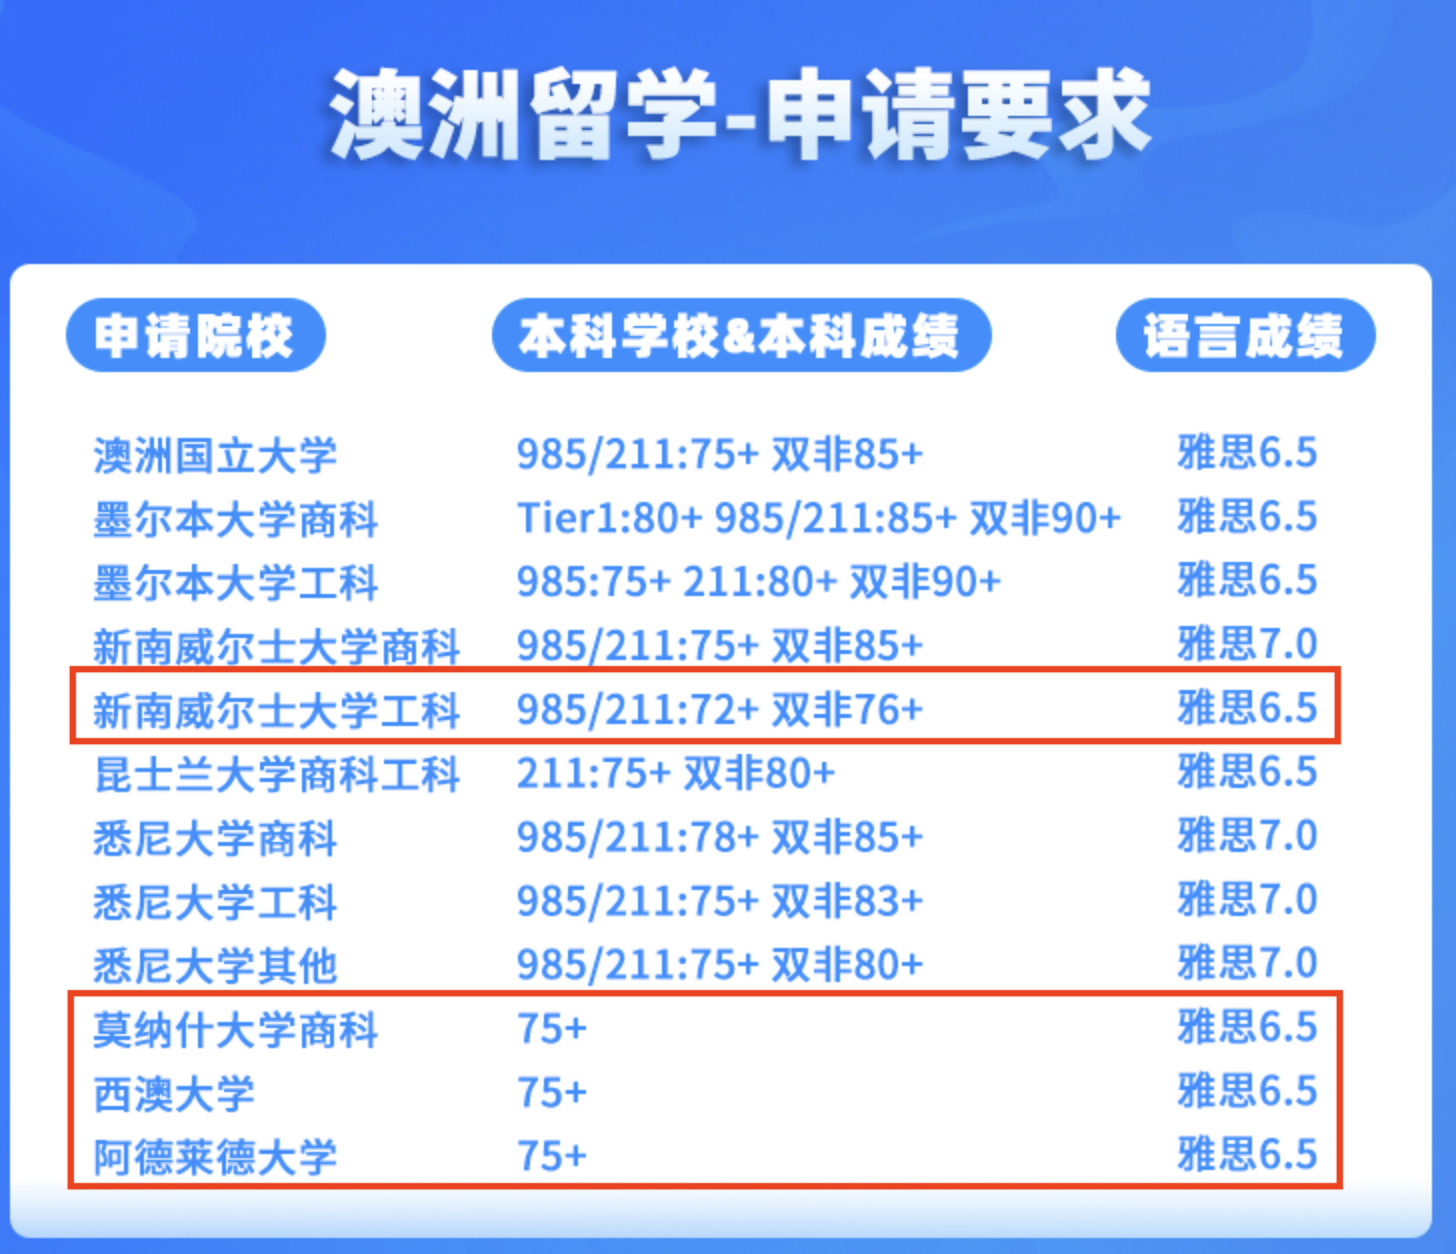 澳洲留学-申请要求
申请院校 本科学校&本科成绩 语言成绩
澳洲国立大学 985/211:75+ 双非85+ 雅思6.5
墨尔本大学商科 Tier1:80+ 985/211:85+ 双非90+ 雅思6.5
墨尔本大学工科 985:75+ 211:80+ 双非90+ 雅思6.5
新南威尔士大学商科 985/211:75+ 双非85+ 雅思7.0
新南威尔士大学工科 985/211:72+ 双非76+ 雅思6.5
昆士兰大学商科工科 211:75+ 双非80+ 雅思6.5
悉尼大学商科 985/211:78+ 双非85+ 雅思7.0
悉尼大学工科 985/211:75+ 双非83+ 雅思7.0
悉尼大学其他 985/211:75+ 双非80+ 雅思7.0
莫纳什大学商科 75+ 雅思6.5
西澳大学 75+ 雅思6.5
阿德莱德大学 75+ 雅思6.5